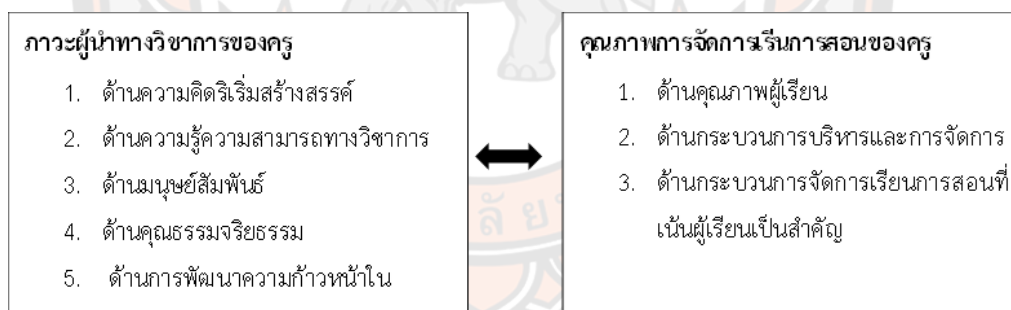 ภาวะผู้นำทางวิชาการของครู
1. ด้านความคิดริเริ่มสร้างสรรค์
2. ด้านความรู้ความสามารถทางวิชาการ
3. ด้านมนุษย์สัมพันธ์
4. ด้านคุณธรรมจริยธรรม
5. ด้านการพัฒนาความก้าวหน้าใน
คุณภาพการจัดการเรีนการสอนของครู
1. ด้านคุณภาพผู้เรียน
2. ด้านกระบวนการบริหารและการจัดการ
3. ด้านกระบวนการจัดการเรียนการสอนที่
เน้นผู้เรียนเป็นสำคัญ